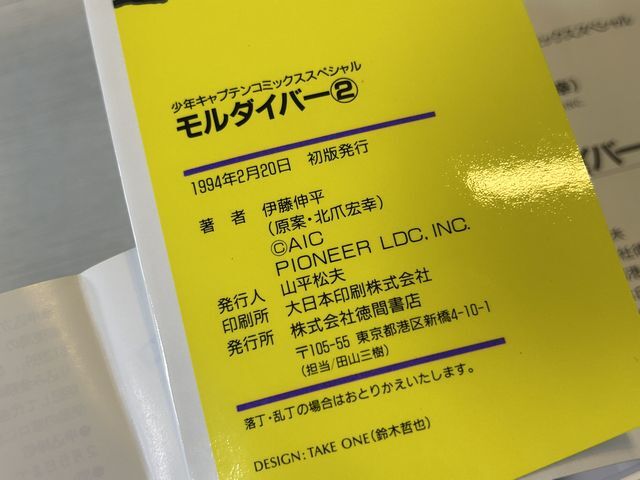 少年キャプテンコミックススペシャル
モルダイバー②
1994年2月20日　初版発行
著　者　伊藤伸平
（原案・北爪宏幸）
©AIC
PIONEER LDC, INC.
発行人　山平松夫
印刷所　大日本印刷株式会社
発行所　株式会社徳間書店
〒105-55 東京都港区新橋4-10-1
（担当/田山三樹）
落丁・乱丁の場合はおとりかえいたします。
DESIGN: TAKE ONE（鈴木哲也）